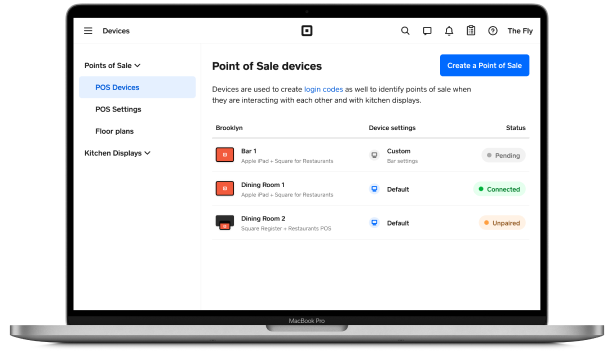 Devices
The Fly
Points of Sale
POS Devices
POS Settings
Floor plans
Kitchen Displays
Point of Sale devices
Create a Point of Sale
Devices are used to create login codes as well to identify points of sale when
they are interacting with each other and with kitchen displays.
Brooklyn Device settings Status
Bar 1 Custom Pending
Apple iPad + Square for Restaurants Bar settings
Dining Room 1 Default Connected
Apple iPad + Square for Restaurants
Dining Room 2 Default Unpaired
Square Register + Restaurants POS
MacBook Pro